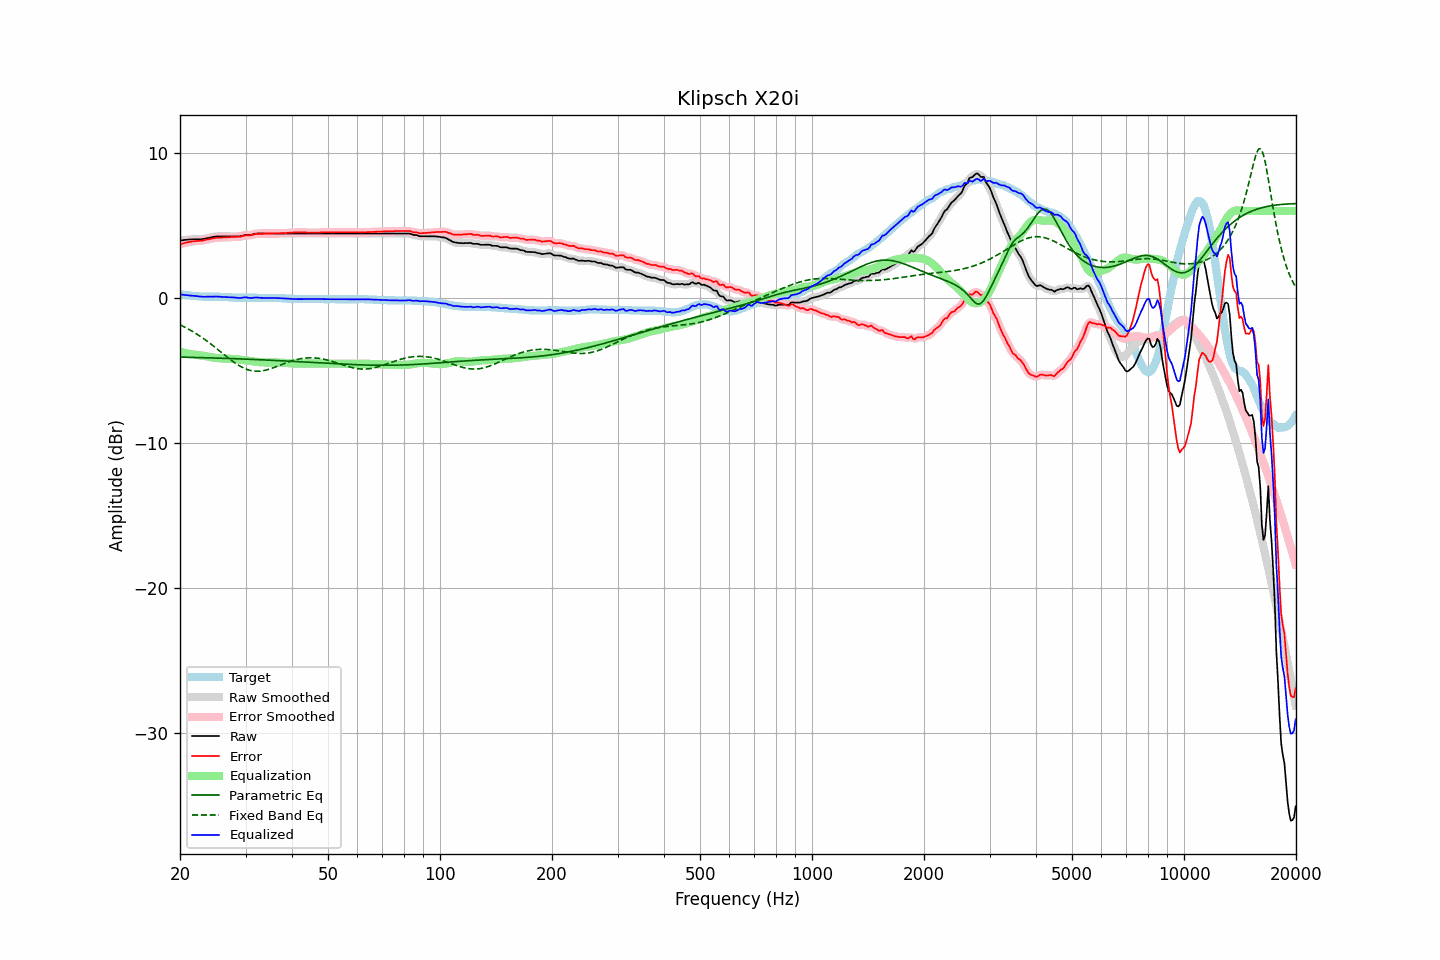 Klipsch X20i
Amplitude (dBr)
10
0
−10
−20
−30
Target
Raw Smoothed
Error Smoothed
Raw
Error
Equalization
Parametric Eq
Fixed Band Eq
Equalized
20 50 100 200 500 1000 2000 5000 10000 20000
Frequency (Hz)